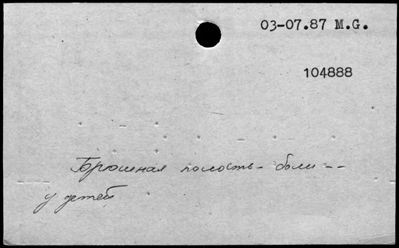 03-07.87 M.G.
104888
Брюшная полость - боли --
у детей